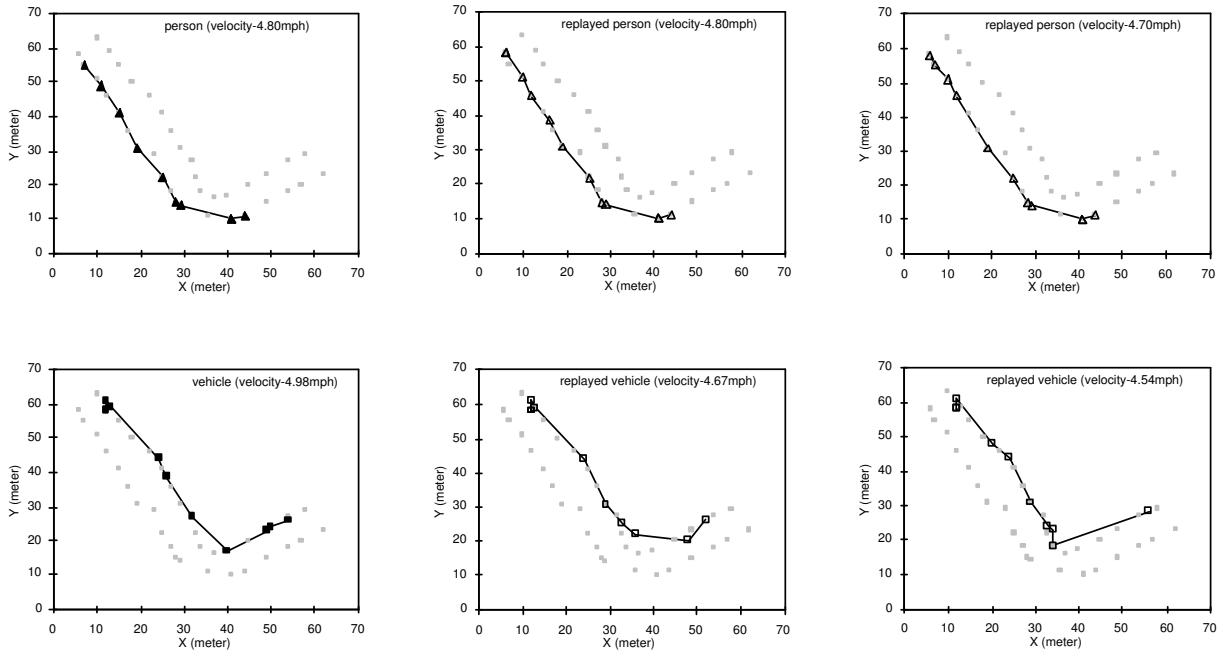 person (velocity-4.80mph)
70
60
50
40
30
20
10
0
Y (meter)
0 10 20 30 40 50 60 70
X (meter)
replayed person (velocity-4.80mph)
70
60
50
40
30
20
10
0
Y (meter)
0 10 20 30 40 50 60 70
X (meter)
replayed person (velocity-4.70mph)
70
60
50
40
30
20
10
0
Y (meter)
0 10 20 30 40 50 60 70
X (meter)
vehicle (velocity-4.98mph)
70
60
50
40
30
20
10
0
Y (meter)
0 10 20 30 40 50 60 70
X (meter)
replayed vehicle (velocity-4.67mph)
70
60
50
40
30
20
10
0
Y (meter)
0 10 20 30 40 50 60 70
X (meter)
replayed vehicle (velocity-4.54mph)
70
60
50
40
30
20
10
0
Y (meter)
0 10 20 30 40 50 60 70
X (meter)